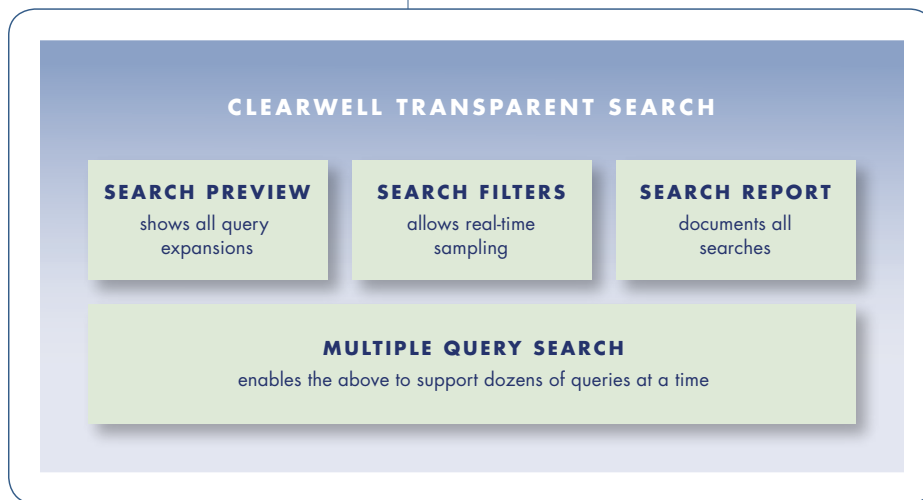 CLEARWELL TRANSPARENT SEARCH
SEARCH PREVIEW
shows all query
expansions
SEARCH FILTERS
allows real-time
sampling
SEARCH REPORT
documents all
searches
MULTIPLE QUERY SEARCH
enables the above to support dozens of queries at a time